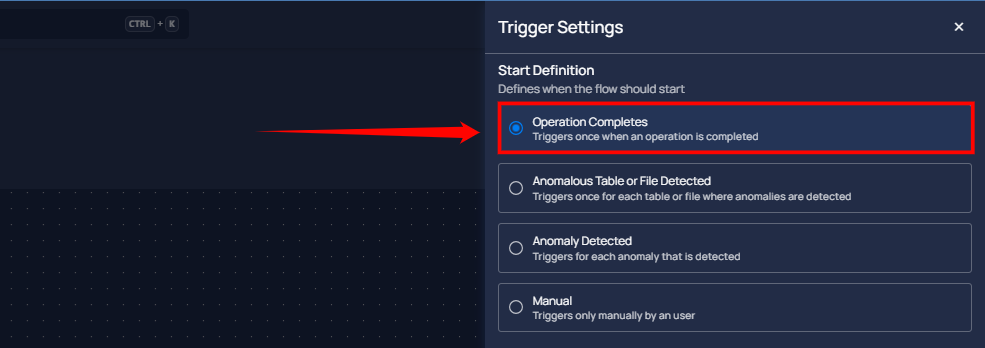 CTRL + K
Trigger Settings
Start Definition
Defines when the flow should start
Operation Completes
Triggers once when an operation is completed
Anomalous Table or File Detected
Triggers once for each table or file where anomalies are detected
Anomaly Detected
Triggers for each anomaly that is detected
Manual
Triggers only manually by an user